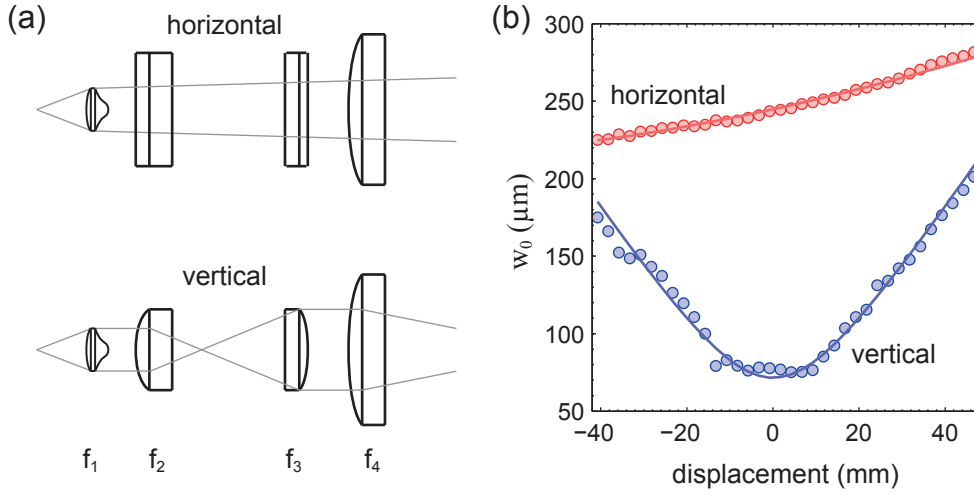 (a)
horizontal
vertical
f1 f2 f3 f4
(b)
300
250
200
150
100
50
w0 (μm)
horizontal
vertical
−40 −20 0 20 40
displacement (mm)